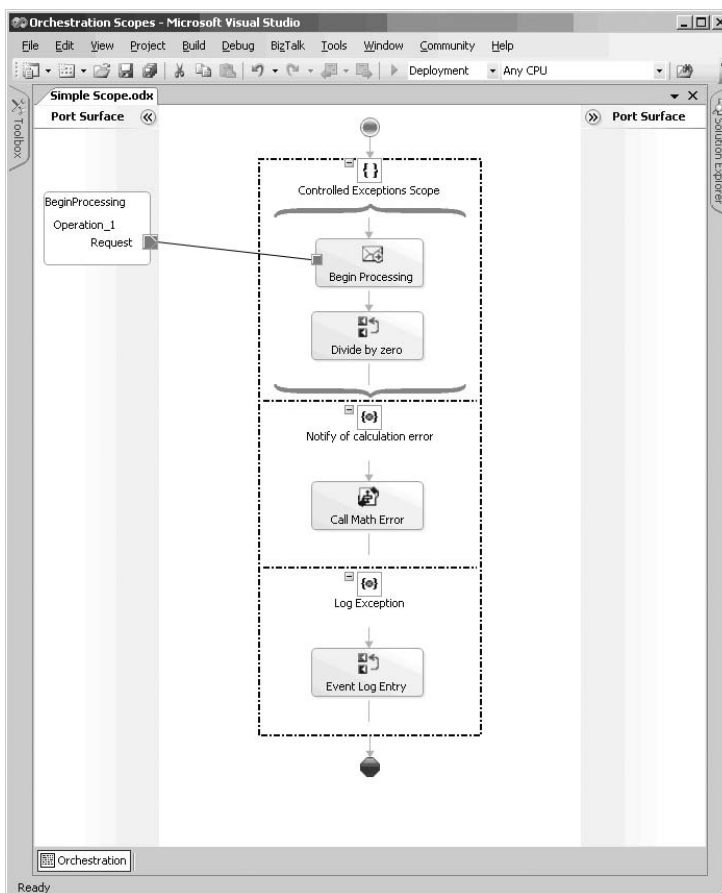 Orchestration Scopes - Microsoft Visual Studio
File Edit View Project Build Debug BizTalk Tools Window Community Help
Deployment Any CPU
Simple Scope.odx
Toolbox
Port Surface
Port Surface
Solution Explorer
Controlled Exceptions Scope
BeginProcessing
Operation_1
Request
Begin Processing
Divide by zero
Notify of calculation error
Call Math Error
Log Exception
Event Log Entry
Orchestration
Ready